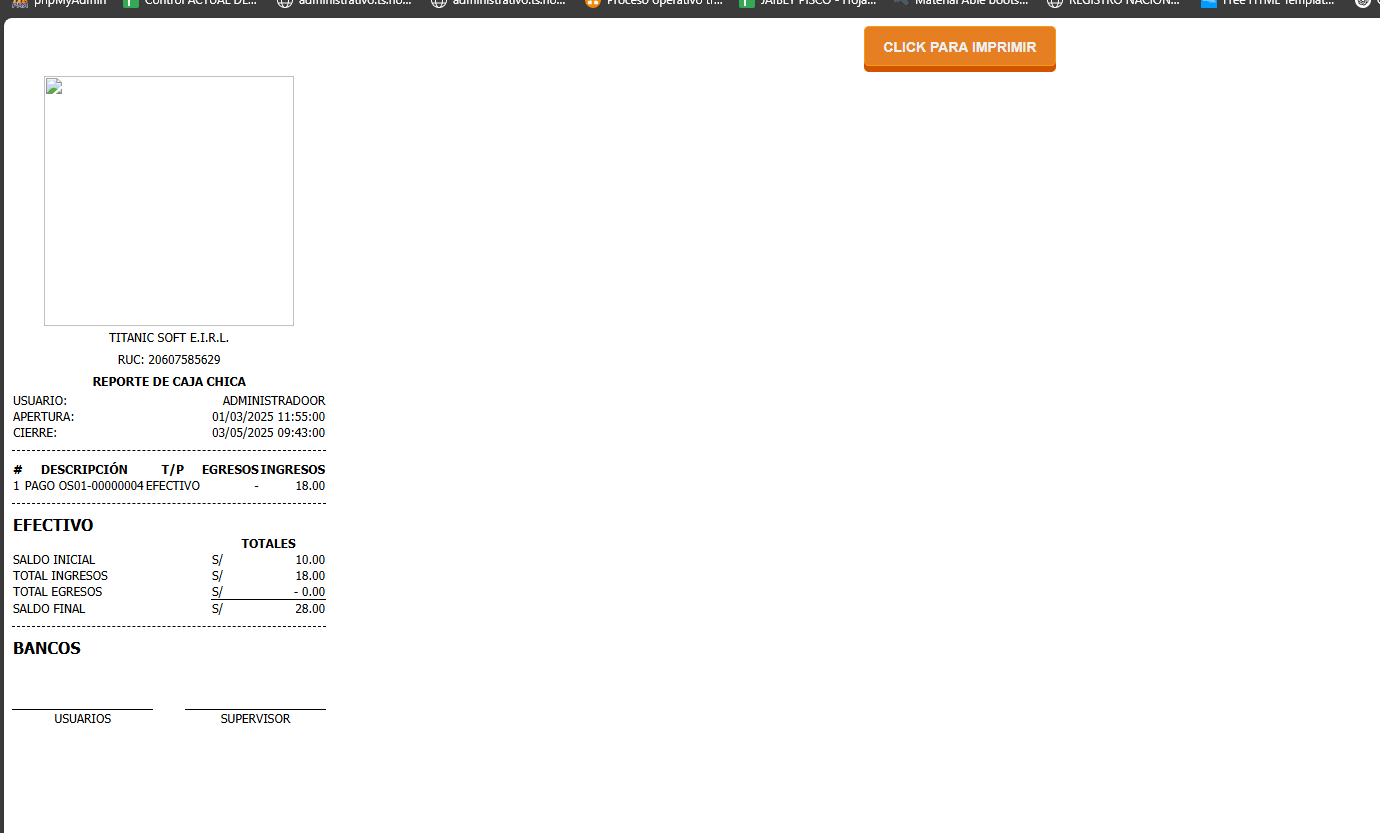 phpMyAdmin Control ACTUAL DE... administrativo.ts.no... administrativo.ts.no... Proceso operativo tr... JAIBEY PISCO - Hoja... Material Able boots... REGISTRO NACION... Free HTML Templat...
CLICK PARA IMPRIMIR
TITANIC SOFT E.I.R.L.
RUC: 20607585629
REPORTE DE CAJA CHICA
USUARIO: ADMINISTRADOOR
APERTURA: 01/03/2025 11:55:00
CIERRE: 03/05/2025 09:43:00
# DESCRIPCIÓN T/P EGRESOS INGRESOS
1 PAGO OS01-00000004 EFECTIVO - 18.00
EFECTIVO
TOTALES
SALDO INICIAL S/ 10.00
TOTAL INGRESOS S/ 18.00
TOTAL EGRESOS S/ - 0.00
SALDO FINAL S/ 28.00
BANCOS
USUARIOS SUPERVISOR